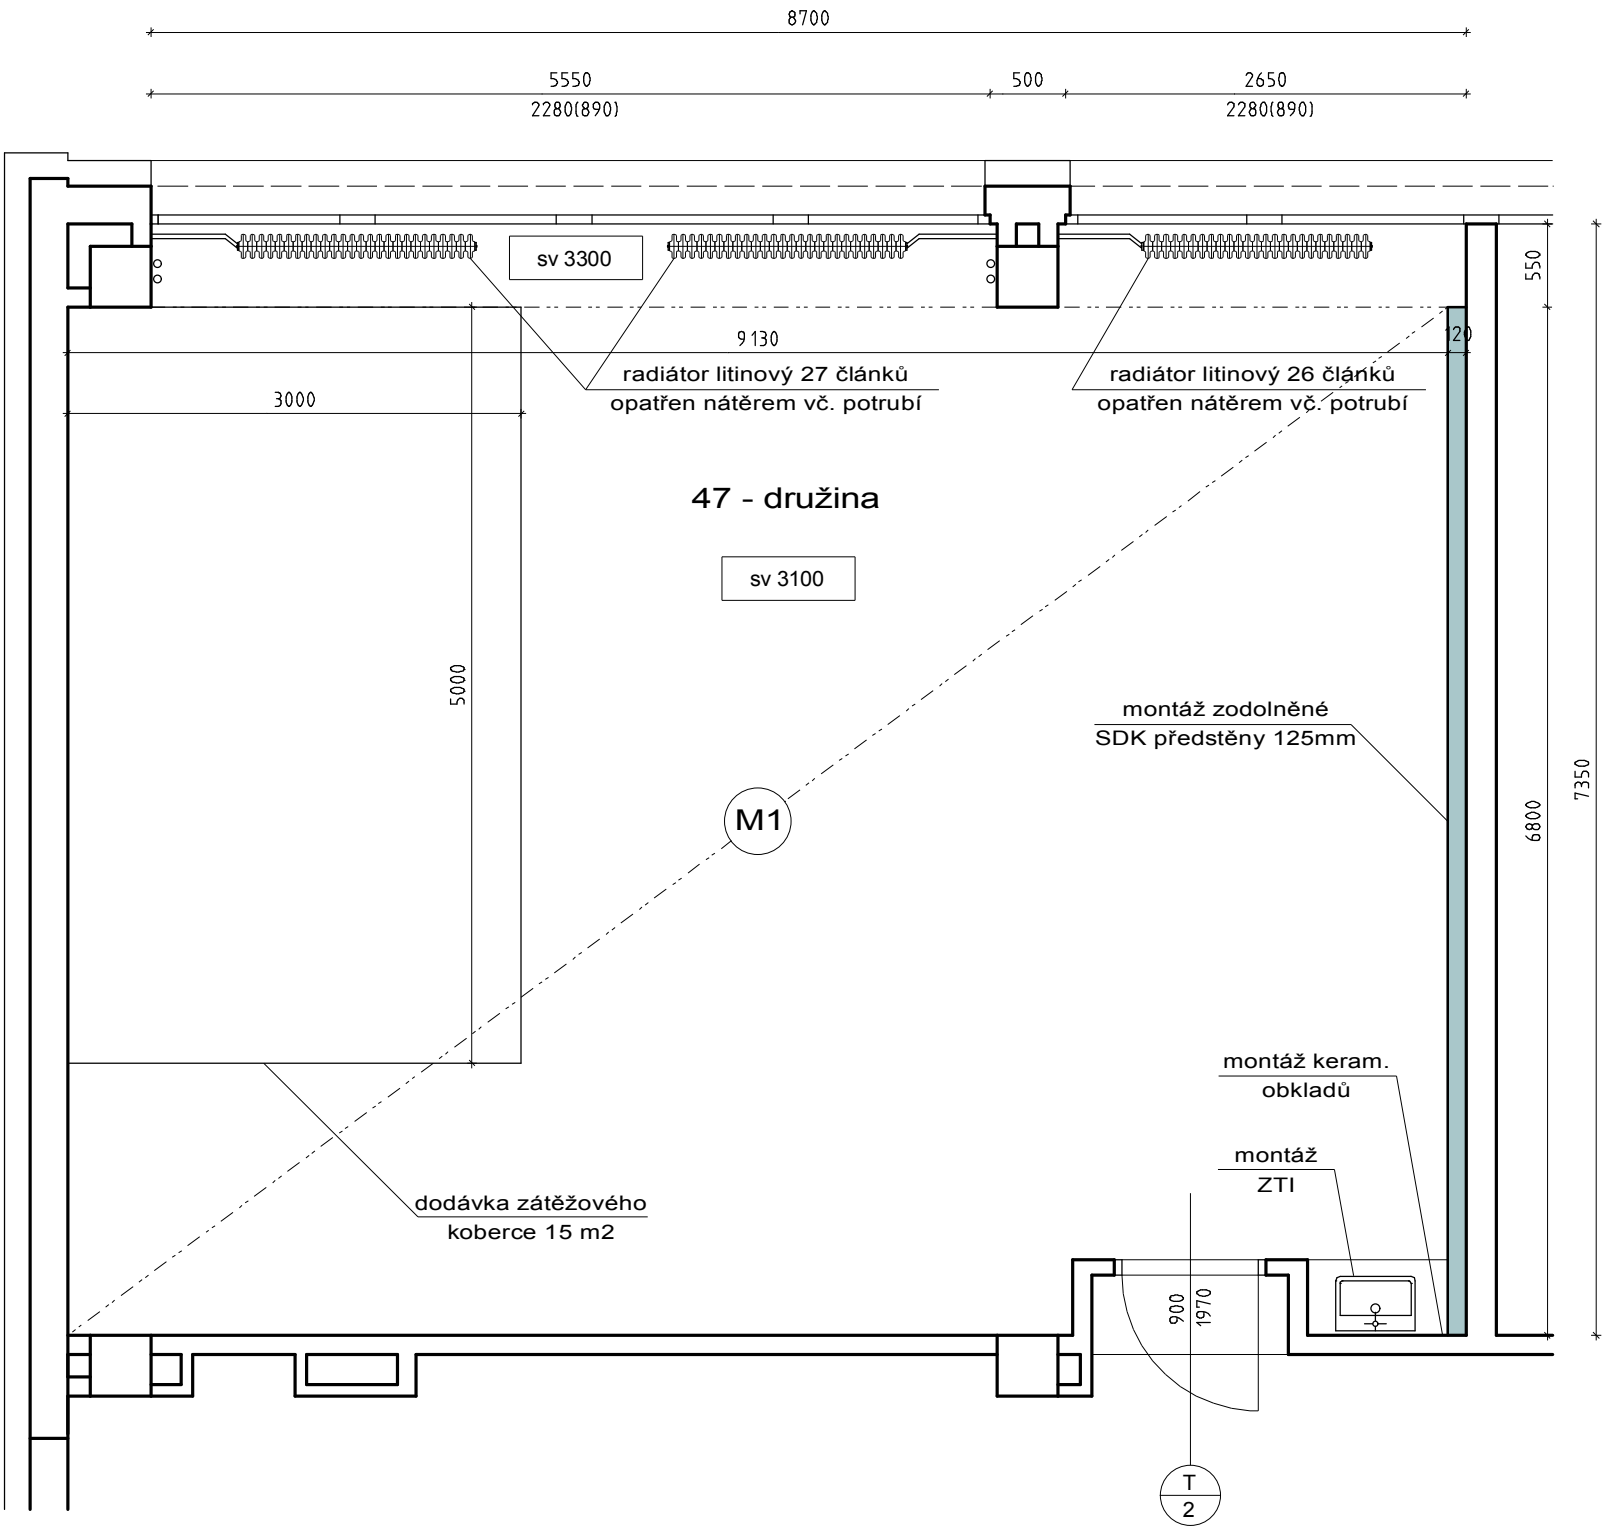 8700
5550
500
2650
2280(890)
2280(890)
sv 3300
550
9130
120
radiátor litinový 27 článků
opatřen nátěrem vč. potrubí
radiátor litinový 26 článků
opatřen nátěrem vč. potrubí
3000
47 - družina
sv 3100
5000
montáž zodolněné
SDK předstěny 125mm
7350
6800
M1
montáž keram.
obkladů
montáž
ZTI
dodávka zátěžového
koberce 15 m2
900
1970
T
2